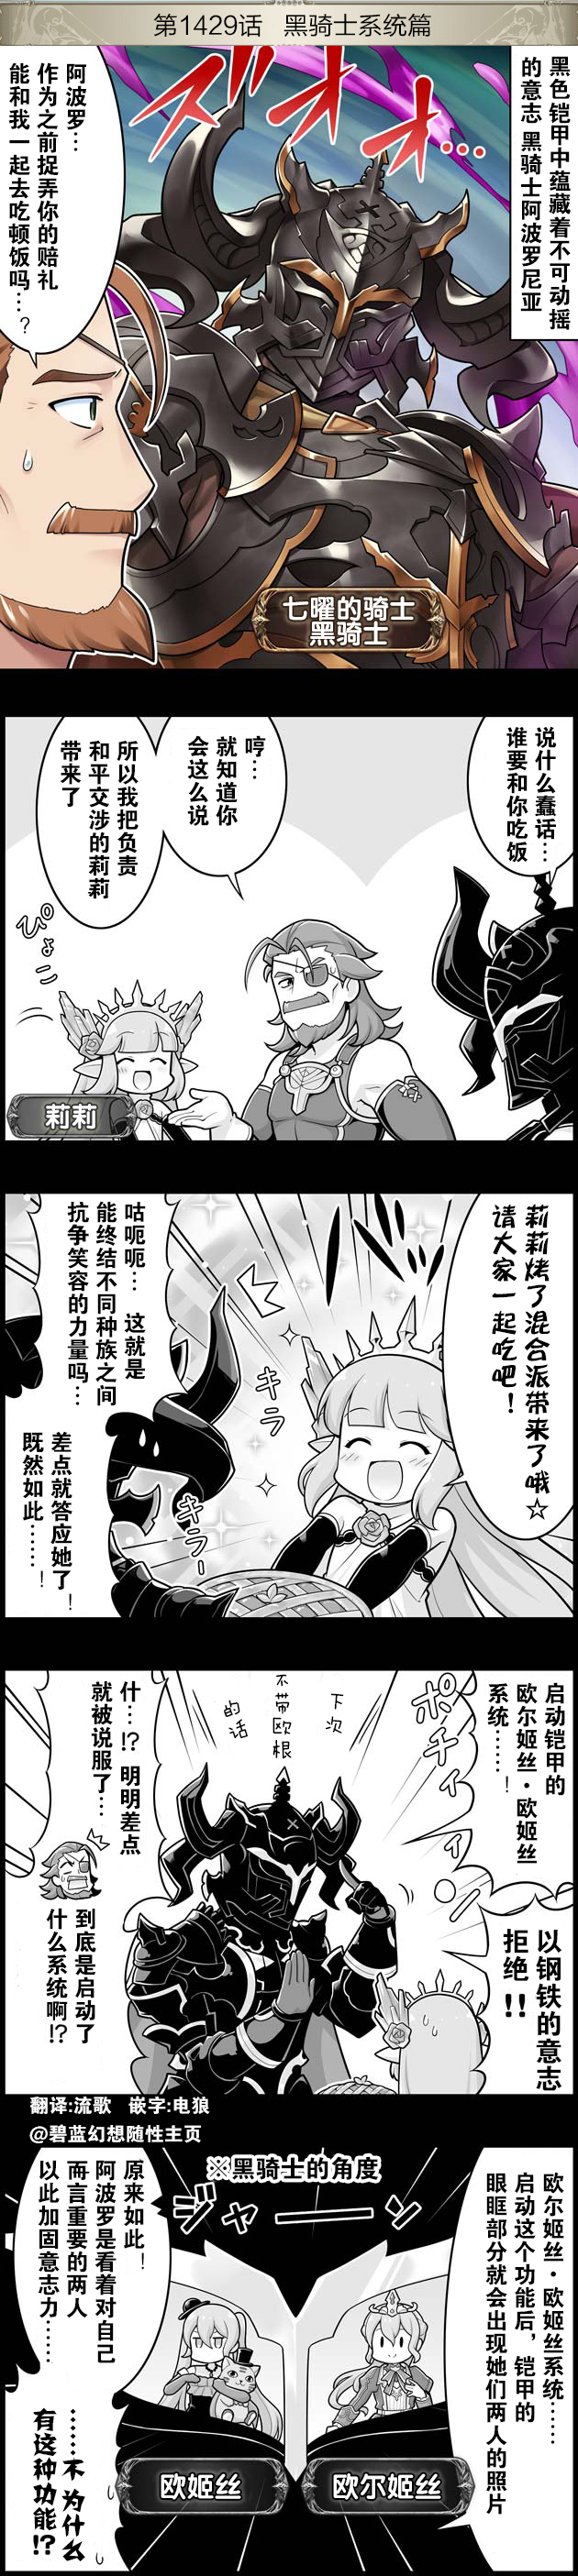 第1429话 黑骑士系统篇
黑色铠甲中蕴藏着不可动摇
的意志 黑骑士阿波罗尼亚
ズオオ…
阿波罗…
作为之前捉弄你的赔礼
能和我一起去吃顿饭吗…?
七曜的骑士
黑骑士
说什么蠢话…
谁要和你吃饭
哼…
就知道你
会这么说
所以我把负责
和平交涉的莉莉
带来了
ぴょこ
莉莉
莉莉烤了混合派带来了哦☆
请大家一起吃吧！
キラ
キラー
咕呃呃… 这就是
能终结不同种族之间
抗争笑容的力量吗…
差点就答应她了!
既然如此……!
启动铠甲的
欧尔姬丝·欧姬丝
系统……!
ポチィィ
以钢铁的意志
拒绝!!
下次
不带欧根
的话
什…!? 明明差点
就被说服了…
到底是启动了
什么系统啊!?
翻译:流歌 嵌字:电狼
@碧蓝幻想随性主页
※黑骑士的角度
ジャーーン
欧尔姬丝·欧姬丝系统……
启动这个功能后，铠甲的
眼眶部分就会出现她们两人的照片
原来如此！
阿波罗是看着对自己
而言重要的两人
以此加固意志力……
……不 为什么
有这种功能!?
欧姬丝
欧尔姬丝